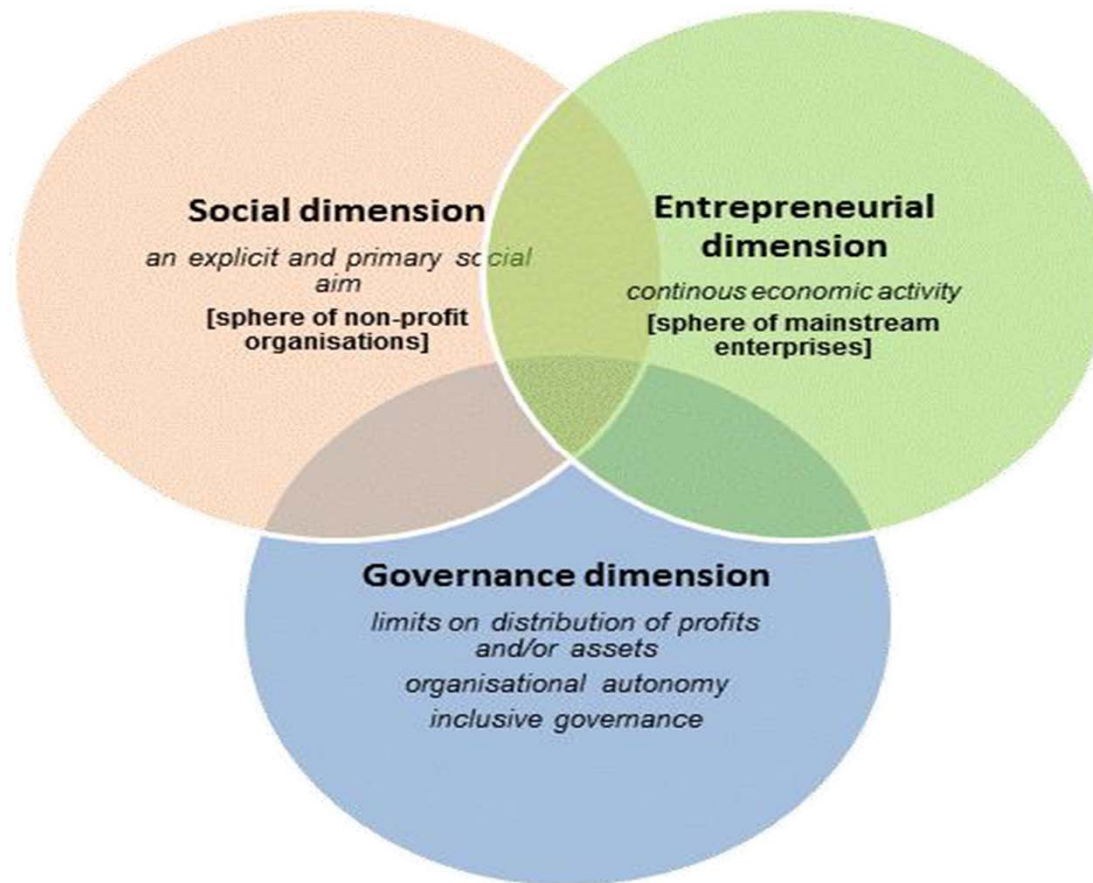 Social dimension
an explicit and primary social
aim
[sphere of non-profit
organisations]
Entrepreneurial
dimension
continous economic activity
[sphere of mainstream
enterprises]
Governance dimension
limits on distribution of profits
and/or assets
organisational autonomy
inclusive governance